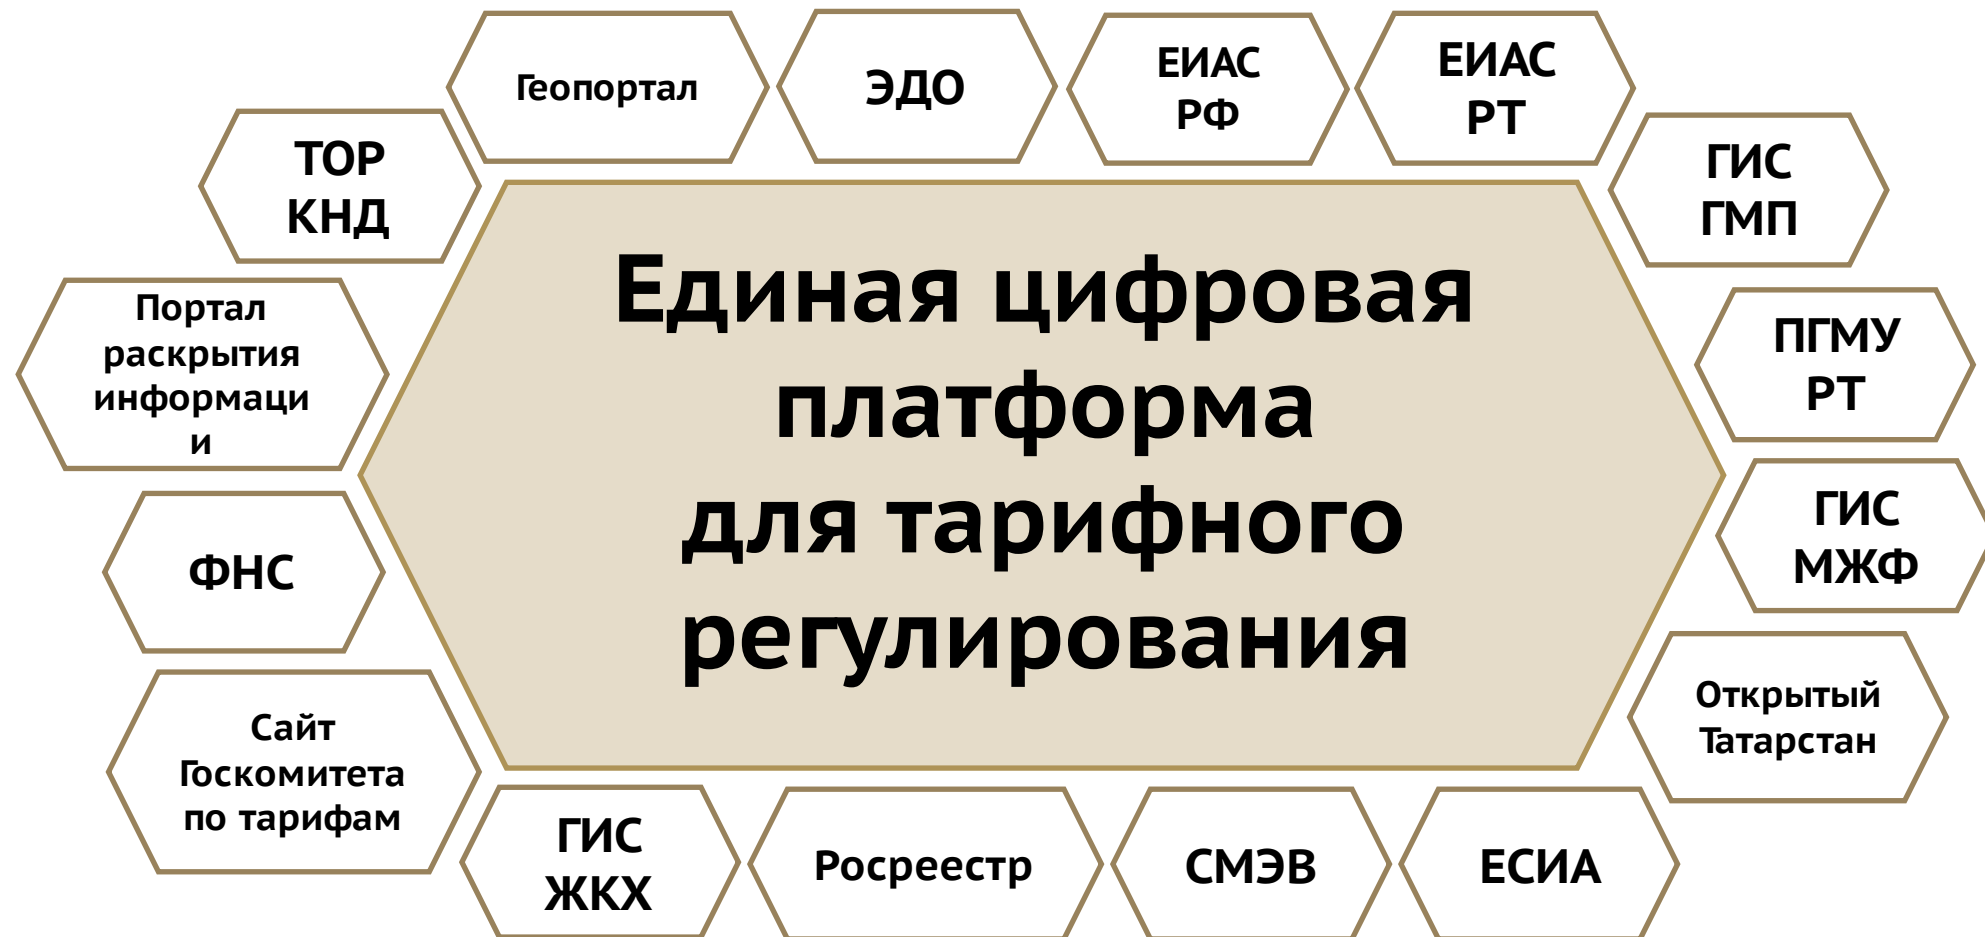 Геопортал
ЭДО
ЕИАС
РФ
ЕИАС
РТ
ТОР
КНД
ГИС
ГМП
Портал
раскрытия
информаци
и
Единая цифровая
платформа
для тарифного
регулирования
ПГМУ
РТ
ФНС
ГИС
МЖФ
Сайт
Госкомитета
по тарифам
Открытый
Татарстан
ГИС
ЖКХ
Росреестр
СМЭВ
ЕСИА